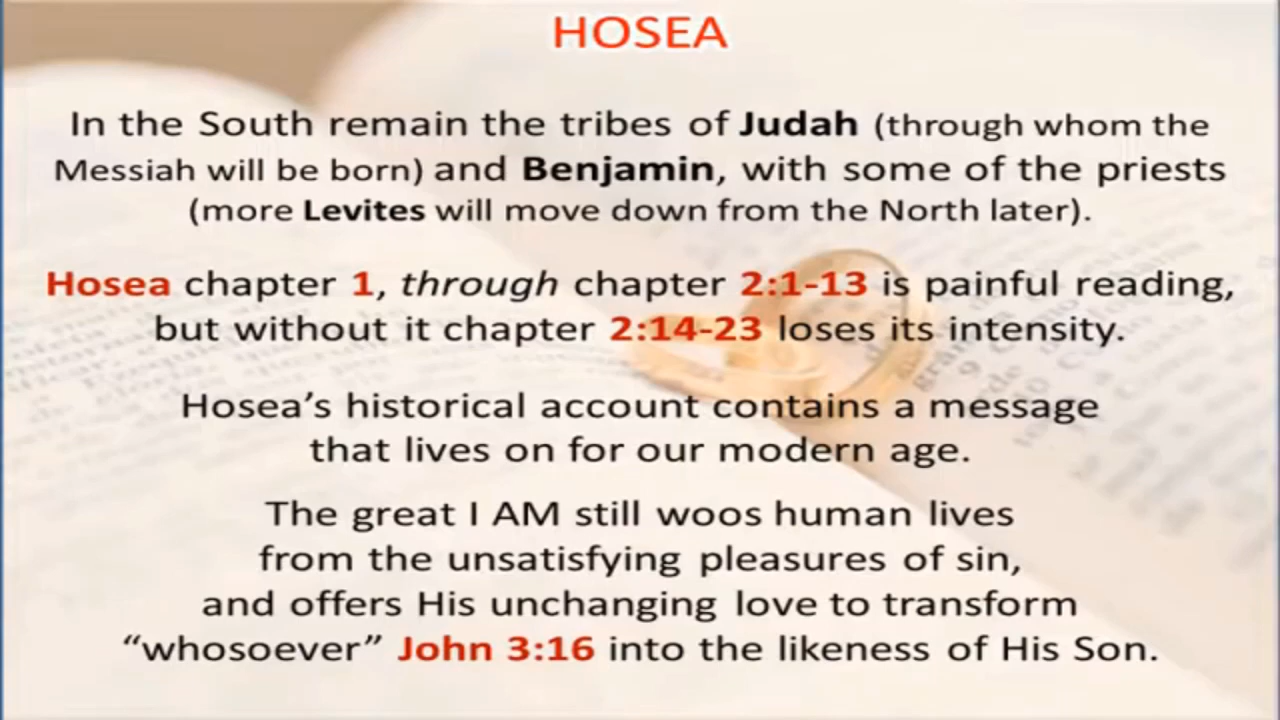 HOSEA
In the South remain the tribes of Judah (through whom the
Messiah will be born) and Benjamin, with some of the priests
(more Levites will move down from the North later).
Hosea chapter 1, through chapter 2:1-13 is painful reading,
but without it chapter 2:14-23 loses its intensity.
Hosea’s historical account contains a message
that lives on for our modern age.
The great I AM still woos human lives
from the unsatisfying pleasures of sin,
and offers His unchanging love to transform
“whosoever” John 3:16 into the likeness of His Son.